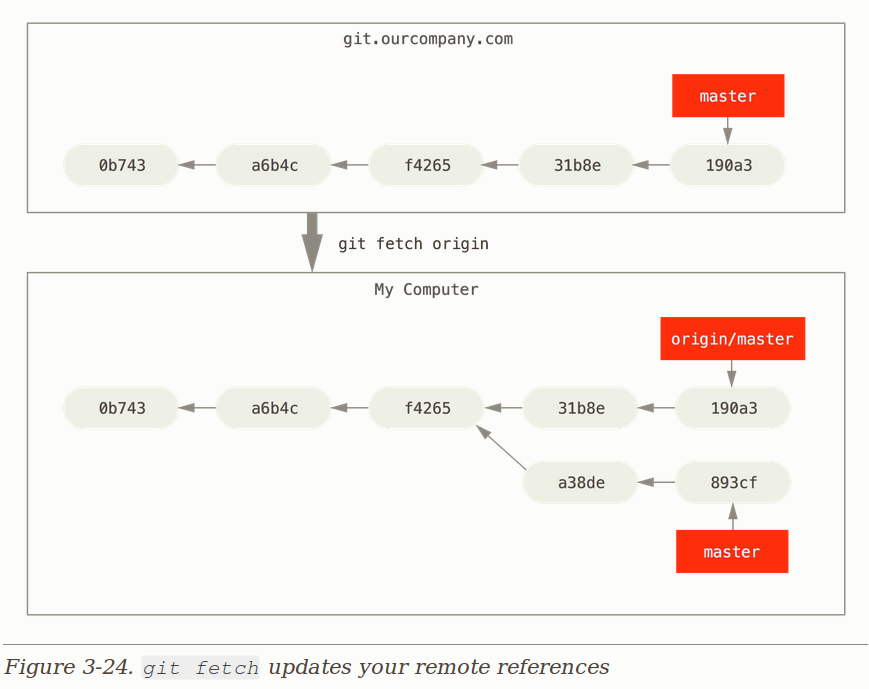 git.ourcompany.com
master
0b743 a6b4c f4265 31b8e 190a3
git fetch origin
My Computer
origin/master
0b743 a6b4c f4265 31b8e 190a3
a38de 893cf
master
Figure 3-24. git fetch updates your remote references